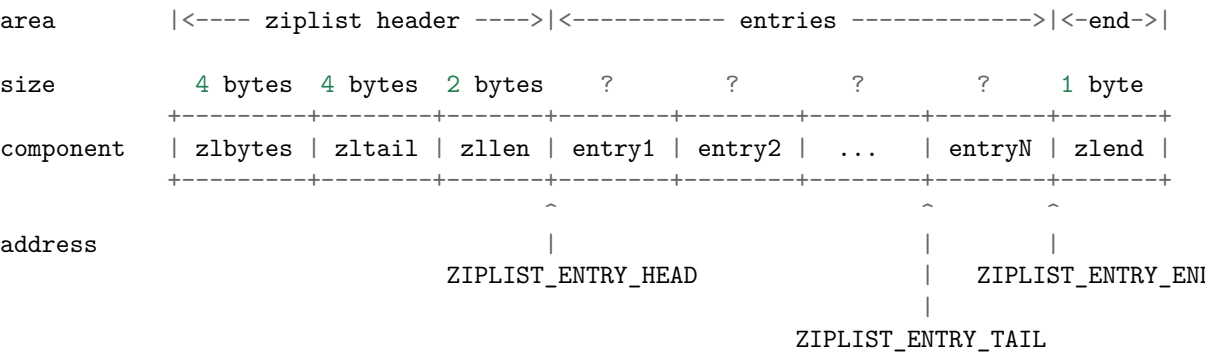 area         |<---- ziplist header ---->|<----------- entries ------------->|<-end->|
size           4 bytes  4 bytes  2 bytes    ?        ?        ?        ?     1 byte
             +---------+--------+-------+--------+--------+--------+--------+-------+
component    | zlbytes | zltail | zllen | entry1 | entry2 |  ...   | entryN | zlend |
             +---------+--------+-------+--------+--------+--------+--------+-------+
                                        ^                          ^        ^
address                                 |                          |        |
                                 ZIPLIST_ENTRY_HEAD                |   ZIPLIST_ENTRY_EN
                                                                   |
                                                          ZIPLIST_ENTRY_TAIL